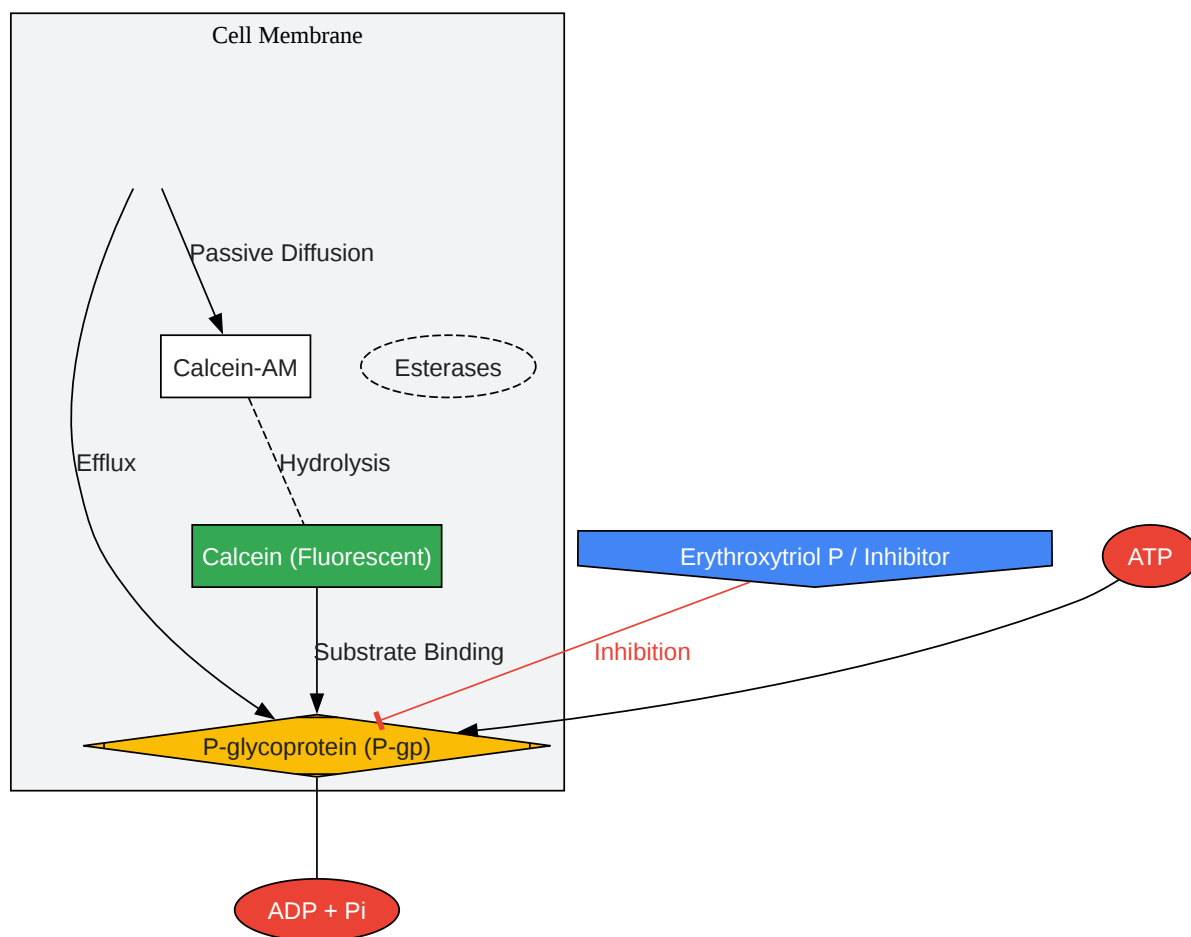 Cell Membrane
Passive Diffusion
Calcein-AM
Esterases
Efflux
Hydrolysis
Calcein (Fluorescent)
Erythroxytriol P / Inhibitor
ATP
Substrate Binding
Inhibition
P-glycoprotein (P-gp)
ADP + Pi